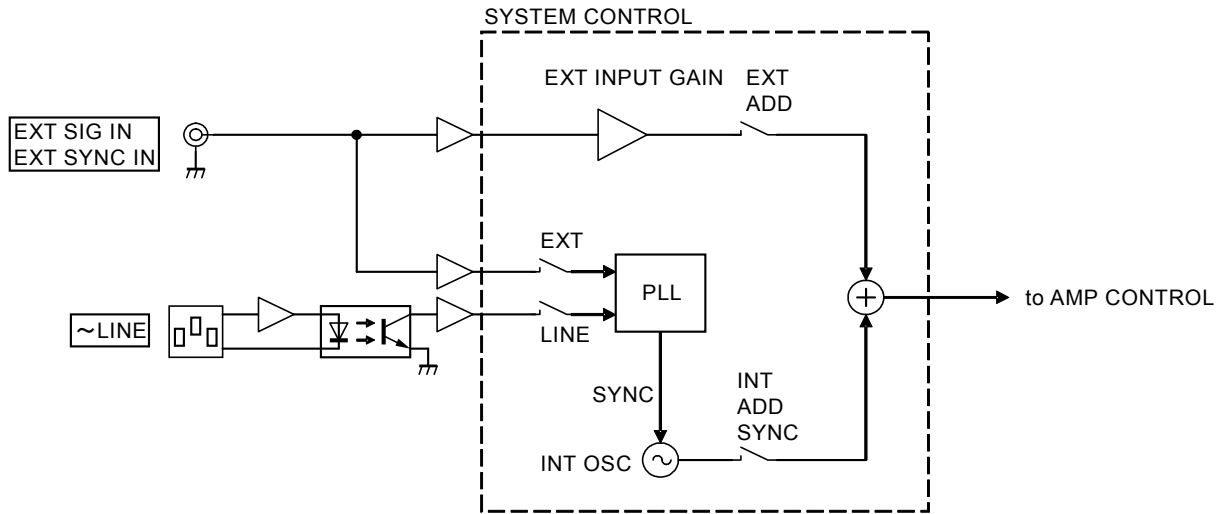 SYSTEM CONTROL
EXT INPUT GAIN
EXT
ADD
EXT SIG IN
EXT SYNC IN
EXT
PLL
～LINE
LINE
to AMP CONTROL
SYNC
INT
ADD
SYNC
INT OSC